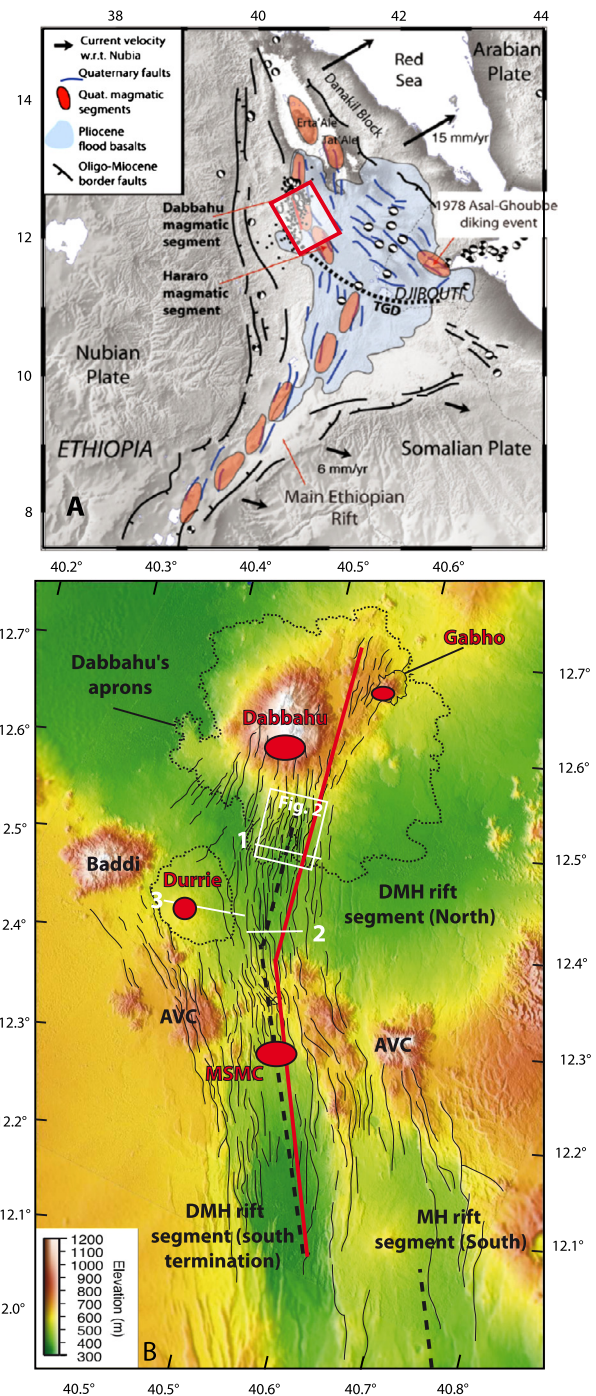 38 40 42 44
Current velocity
w.r.t. Nubia
Quaternary faults
Quat. magmatic
segments
Pliocene
flood basalts
Oligo-Miocene
border faults
Red
Sea
Arabian
Plate
Danakil Block
Erta'Ale
Tat'Ale
15 mm/yr
14
1978 Asal-Ghoubbe
diking event
Dabbahu
magmatic
segment
12
Hararo
magmatic
segment
DJIBOUTI
TGD
Nubian
Plate
10
ETHIOPIA
Somalian Plate
6 mm/yr
Main Ethiopian
Rift
8
A
40.2° 40.3° 40.4° 40.5° 40.6°
12.7°
Gabho
Dabbahu's
aprons
12.7°
Dabbahu
12.6°
12.6°
Fig. 2
2.5°
1
12.5°
Baddi
Durrie
3
DMH rift
segment (North)
2.4°
2
12.4°
AVC
12.3°
AVC
12.3°
MSMC
2.2°
12.2°
DMH rift
segment (south
termination)
MH rift
segment (South)
12.1°
12.1°
1200
1100
1000
900
800
700
600
500
400
300
Elevation (m)
2.0°
B
40.5° 40.5° 40.6° 40.7° 40.8°